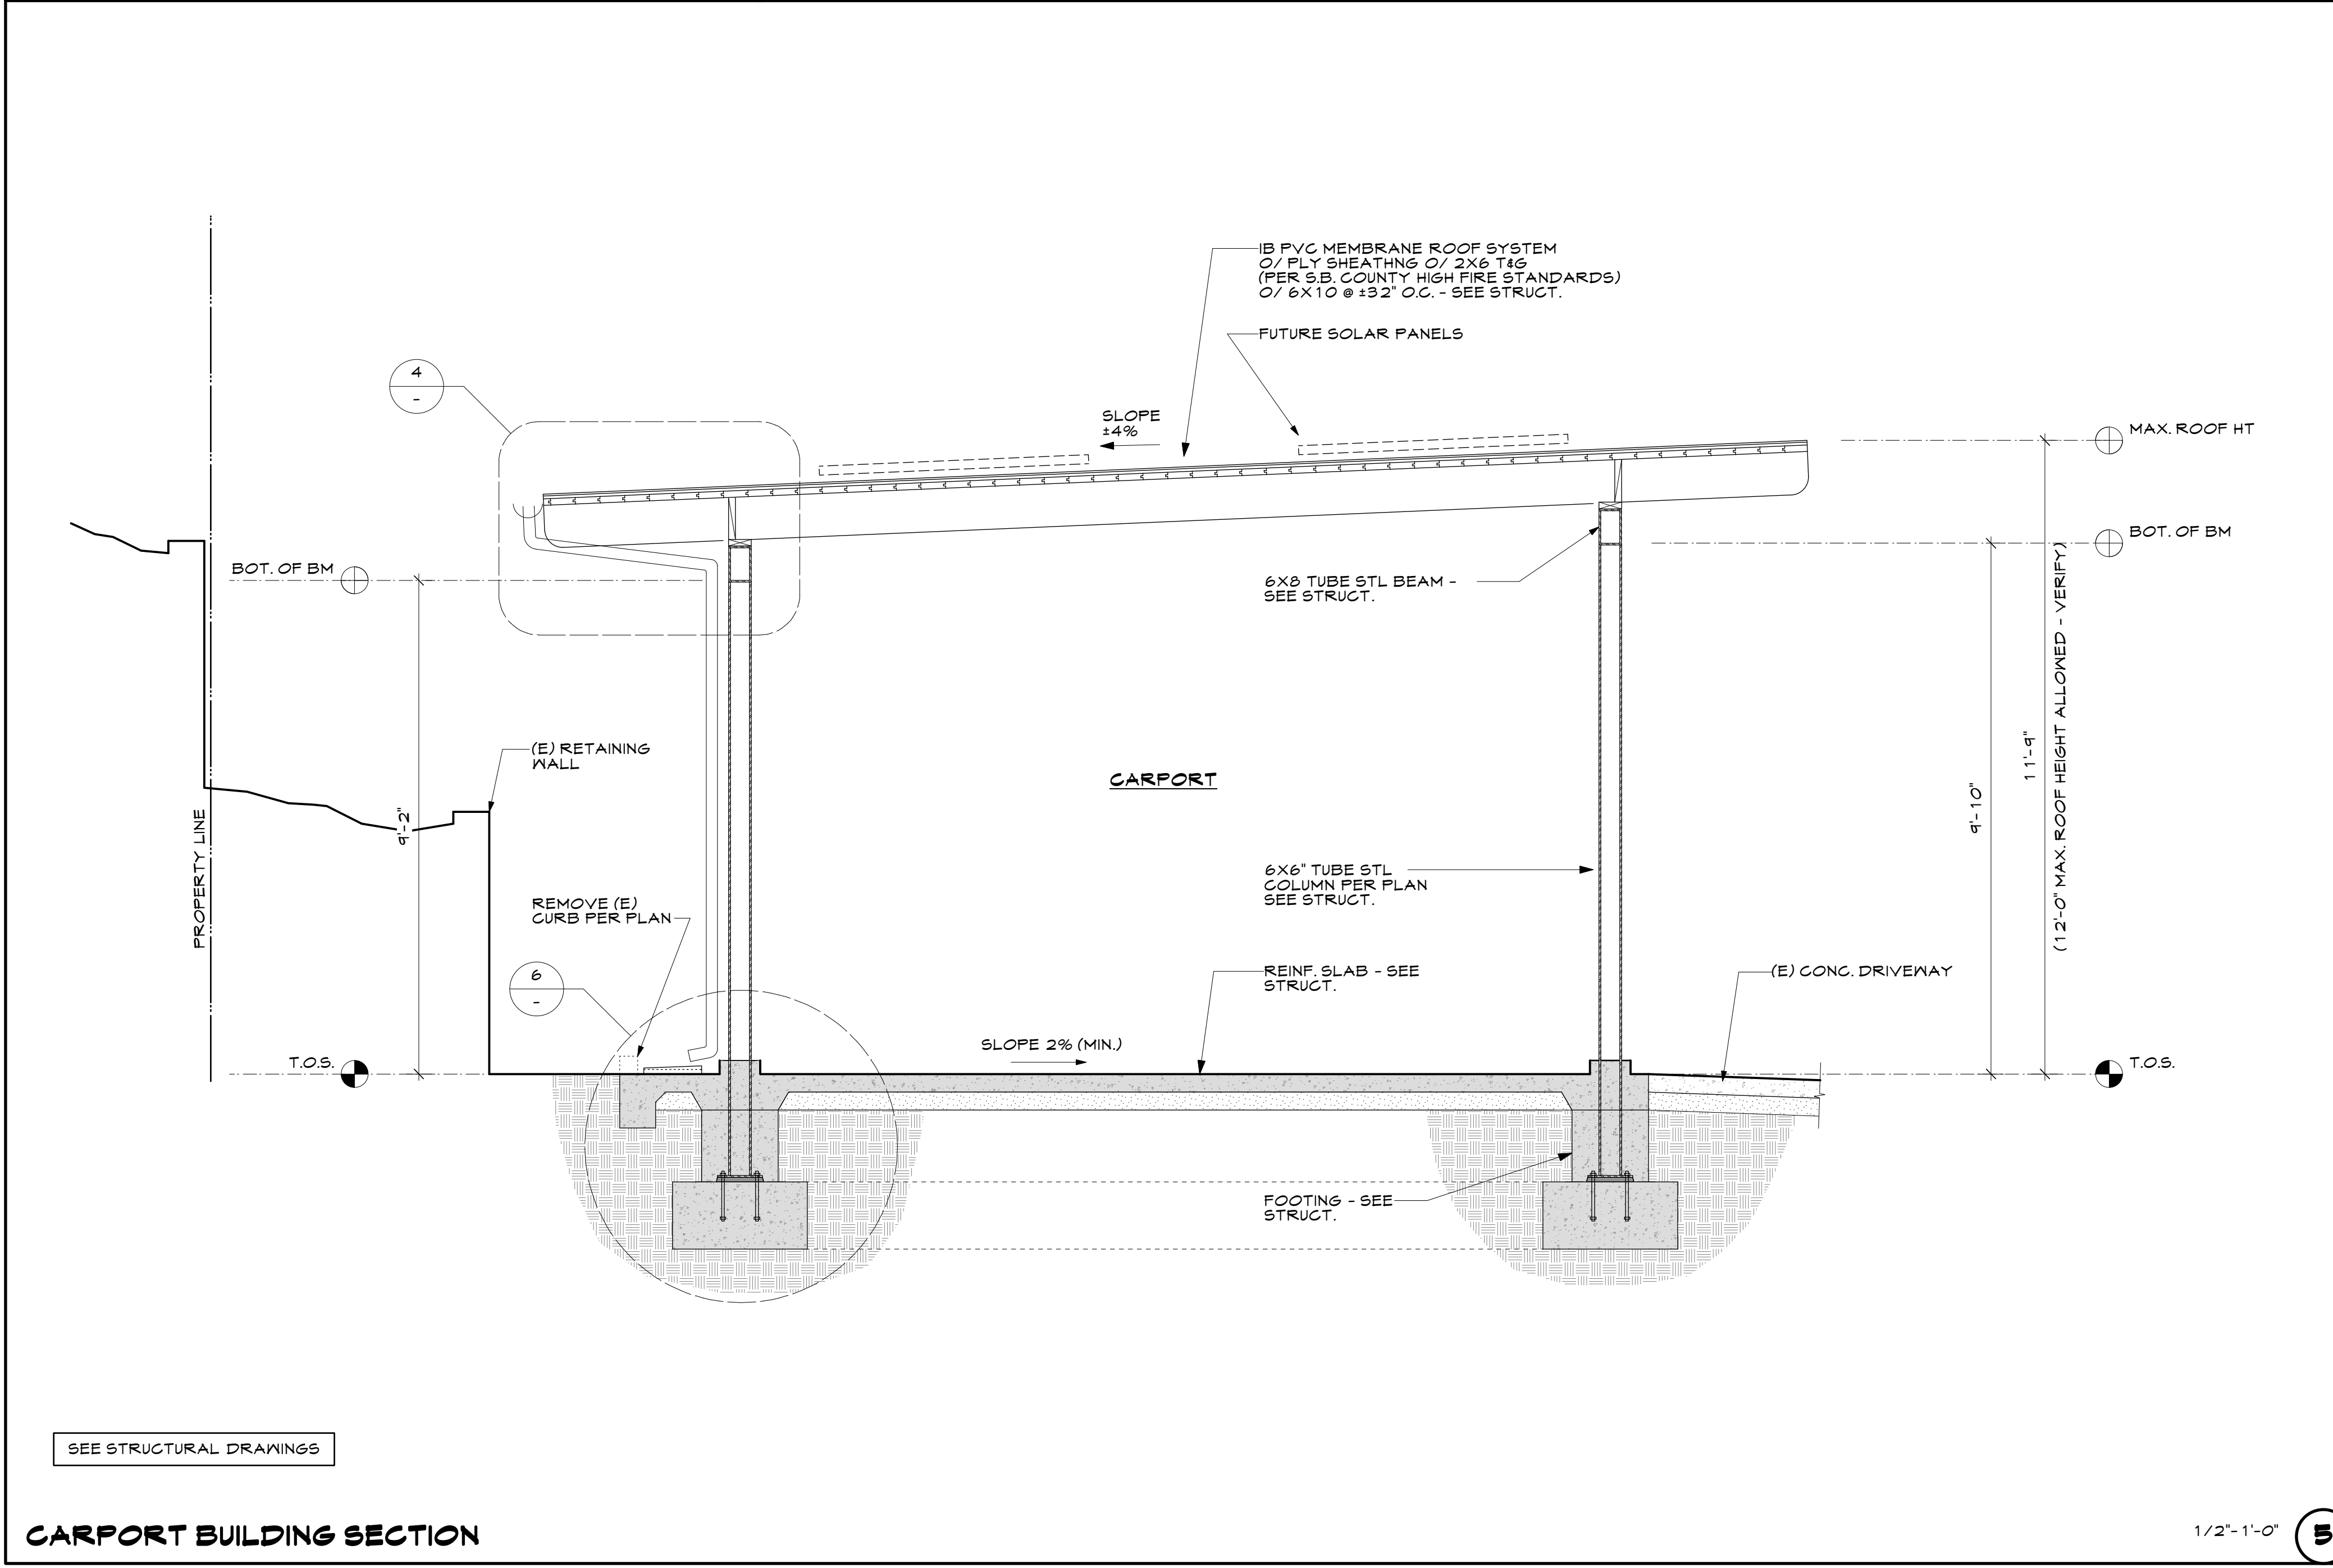 IB PVC MEMBRANE ROOF SYSTEM
O/ PLY SHEATHNG O/ 2X6 T&G
(PER S.B. COUNTY HIGH FIRE STANDARDS)
O/ 6X10 @ ±32" O.C. - SEE STRUCT.
FUTURE SOLAR PANELS
4
-
SLOPE
±4%
MAX. ROOF HT
BOT. OF BM
BOT. OF BM
6X8 TUBE STL BEAM -
SEE STRUCT.
(E) RETAINING
WALL
CARPORT
9'-2"
PROPERTY LINE
9'-10"
11'-9"
(12'-0" MAX. ROOF HEIGHT ALLOWED - VERIFY)
6X6" TUBE STL
COLUMN PER PLAN
SEE STRUCT.
REMOVE (E)
CURB PER PLAN
6
-
REINF. SLAB - SEE
STRUCT.
(E) CONC. DRIVEWAY
SLOPE 2% (MIN.)
T.O.S.
T.O.S.
FOOTING - SEE
STRUCT.
SEE STRUCTURAL DRAWINGS
CARPORT BUILDING SECTION
1/2"-1'-0"
5